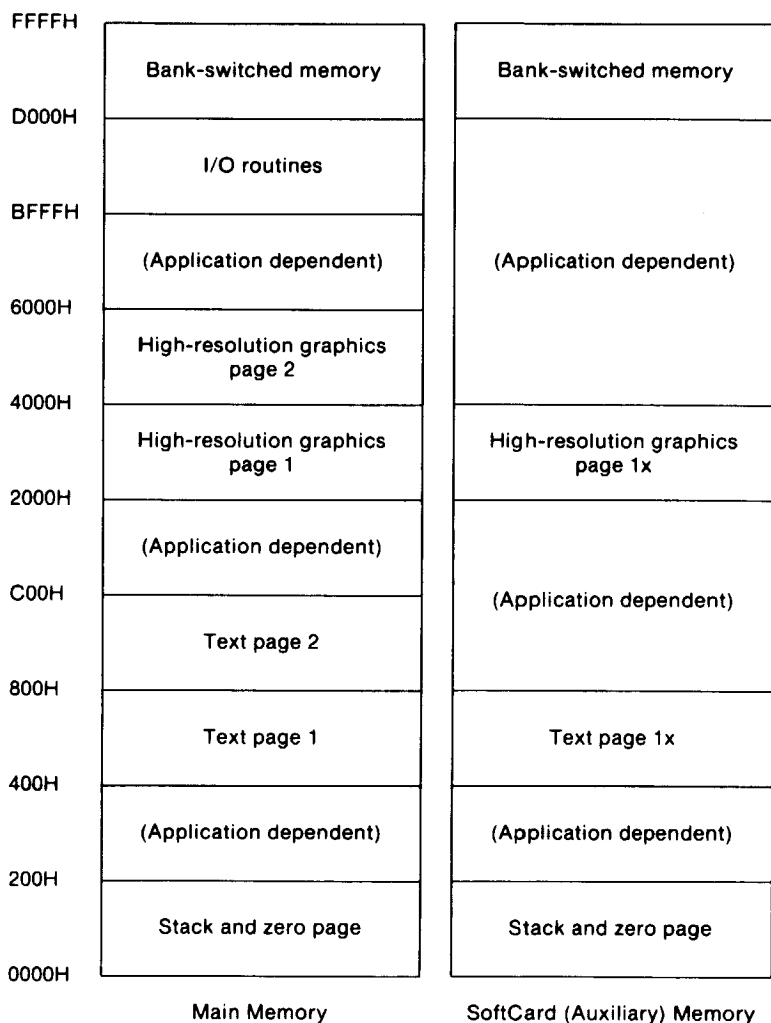 FFFFH
Bank-switched memory
Bank-switched memory
D000H
I/O routines
BFFFH
(Application dependent)
(Application dependent)
6000H
High-resolution graphics
page 2
4000H
High-resolution graphics
page 1
High-resolution graphics
page 1x
2000H
(Application dependent)
C00H
(Application dependent)
Text page 2
800H
Text page 1
Text page 1x
400H
(Application dependent)
(Application dependent)
200H
Stack and zero page
Stack and zero page
0000H
Main Memory
SoftCard (Auxiliary) Memory